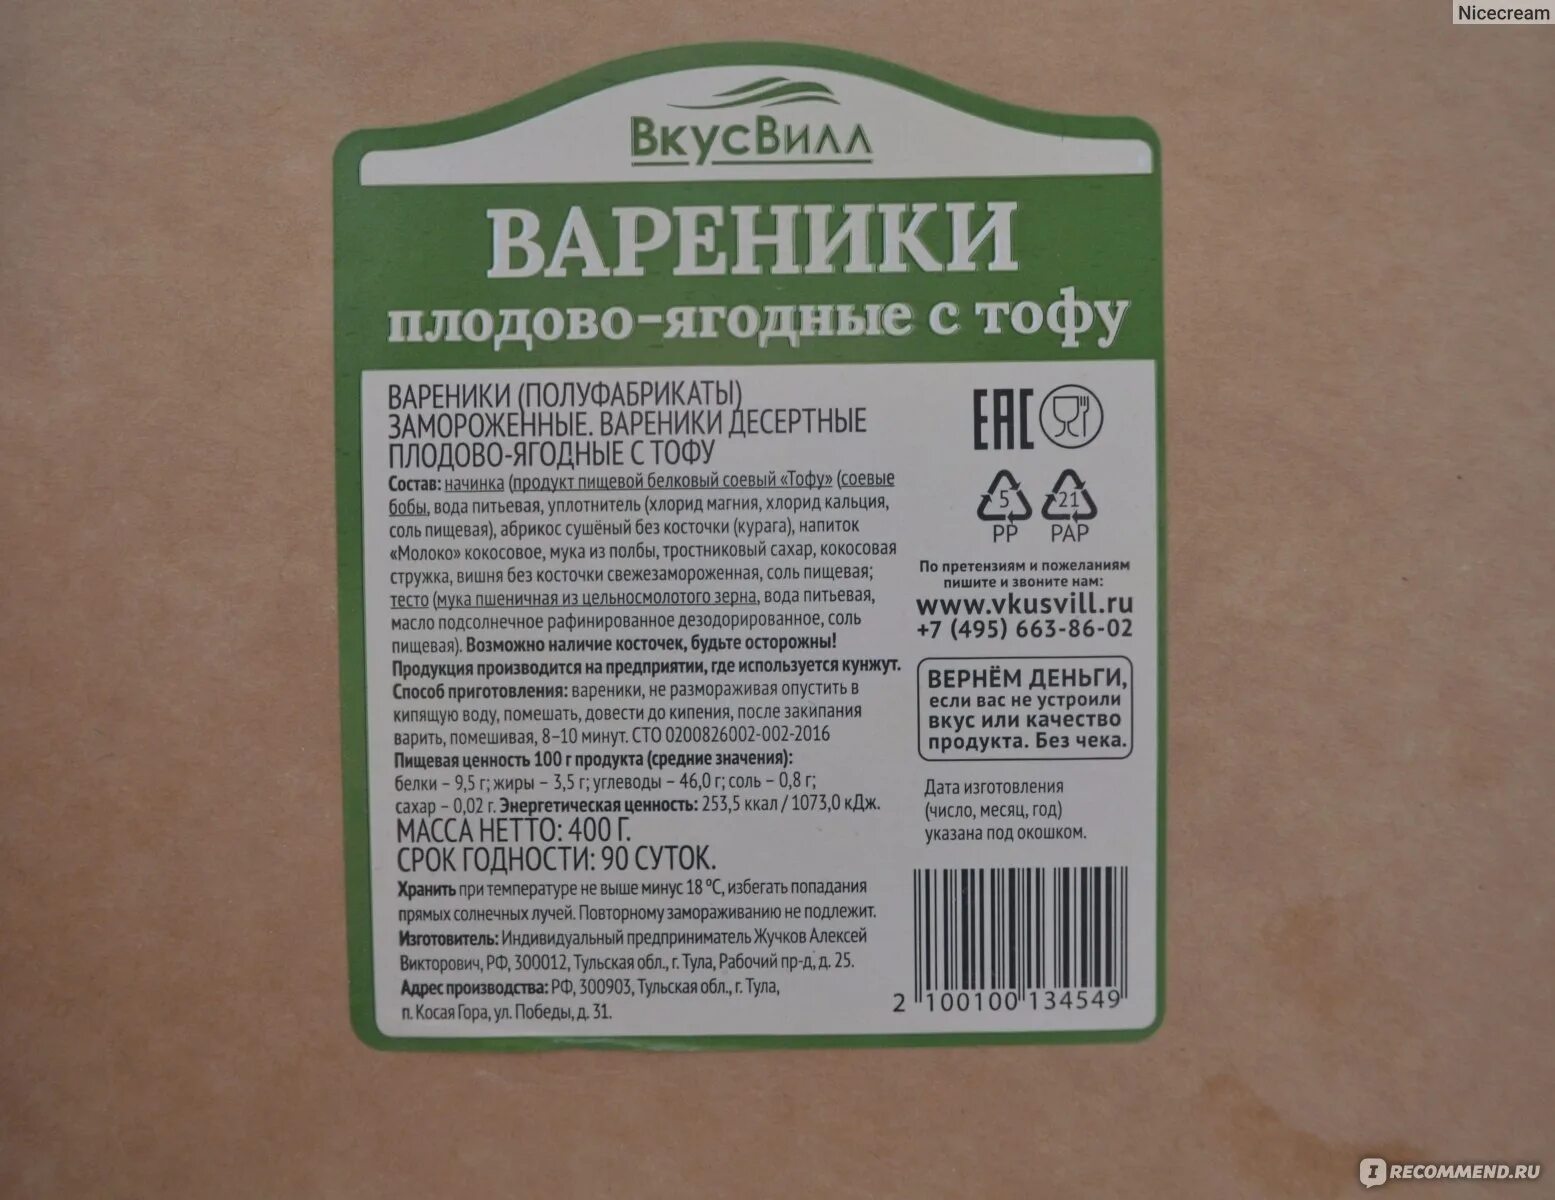 Nicecream
ВкусВилл
ВАРЕНИКИ
плодово-ягодные с тофу
ВАРЕНИКИ (ПОЛУФАБРИКАТЫ)
ЗАМОРОЖЕННЫЕ. ВАРЕНИКИ ДЕСЕРТНЫЕ
ПЛОДОВО-ЯГОДНЫЕ С ТОФУ
Состав: начинка (продукт пищевой белковый соевый «Тофу» (соевые
бобы, вода питьевая, уплотнитель (хлорид магния, хлорид кальция,
соль пищевая), абрикос сушёный без косточки (курага), напиток
«Молоко» кокосовое, мука из полбы, тростниковый сахар, кокосовая
стружка, вишня без косточки свежезамороженная, соль пищевая;
тесто (мука пшеничная из цельносмолотого зерна, вода питьевая,
масло подсолнечное рафинированное дезодорированное, соль
пищевая). Возможно наличие косточек, будьте осторожны!
Продукция производится на предприятии, где используется кунжут.
Способ приготовления: вареники, не размораживая опустить в
кипящую воду, помешать, довести до кипения, после закипания
варить, помешивая, 8–10 минут. СТО 0200826002-002-2016
Пищевая ценность 100 г продукта (средние значения):
белки – 9,5 г; жиры – 3,5 г; углеводы – 46,0 г; соль – 0,8 г;
сахар – 0,02 г. Энергетическая ценность: 253,5 ккал / 1073,0 кДж.
МАССА НЕТТО: 400 Г.
СРОК ГОДНОСТИ: 90 СУТОК.
Хранить при температуре не выше минус 18 °С, избегать попадания
прямых солнечных лучей. Повторному замораживанию не подлежит.
Изготовитель: Индивидуальный предприниматель Жучков Алексей
Викторович, РФ, 300012, Тульская обл., г. Тула, Рабочий пр-д, д. 25.
Адрес производства: РФ, 300903, Тульская обл., г. Тула,
п. Косая Гора, ул. Победы, д. 31.
ЕАС
5 21
PP PAP
По претензиям и пожеланиям
пишите и звоните нам:
www.vkusvill.ru
+7 (495) 663-86-02
ВЕРНЁМ ДЕНЬГИ,
если вас не устроили
вкус или качество
продукта. Без чека.
Дата изготовления
(число, месяц, год)
указана под окошком.
2 100100 134549
IRECOMMEND.RU